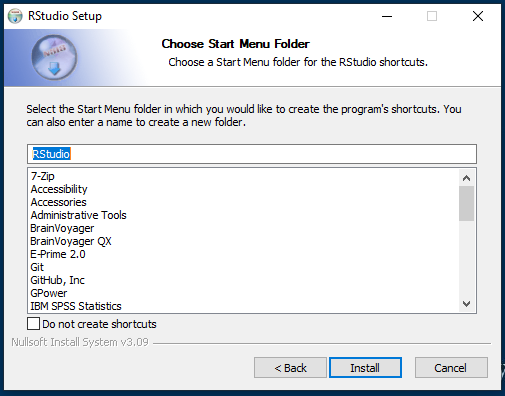 RStudio Setup
Choose Start Menu Folder
Choose a Start Menu folder for the RStudio shortcuts.
Select the Start Menu folder in which you would like to create the program's shortcuts. You
can also enter a name to create a new folder.
RStudio
7-Zip
Accessibility
Accessories
Administrative Tools
BrainVoyager
BrainVoyager QX
E-Prime 2.0
Git
GitHub, Inc
GPower
IBM SPSS Statistics
Do not create shortcuts
Nullsoft Install System v3.09
< Back
Install
Cancel